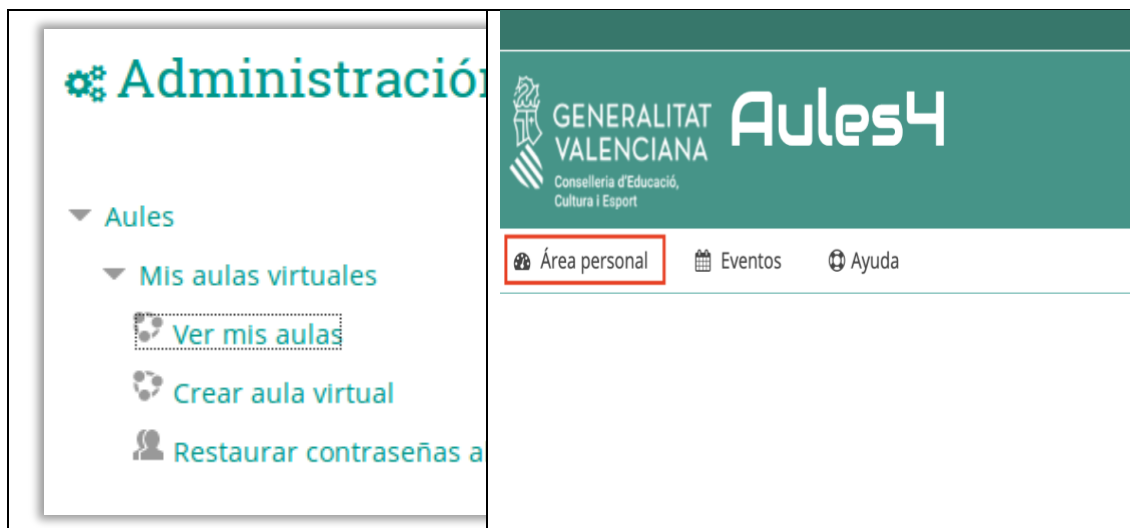 Administración
Aules
Mis aulas virtuales
Ver mis aulas
Crear aula virtual
Restaurar contraseñas a
GENERALITAT
VALENCIANA
Conselleria d'Educació,
Cultura i Esport
Aules4
Área personal Eventos Ayuda